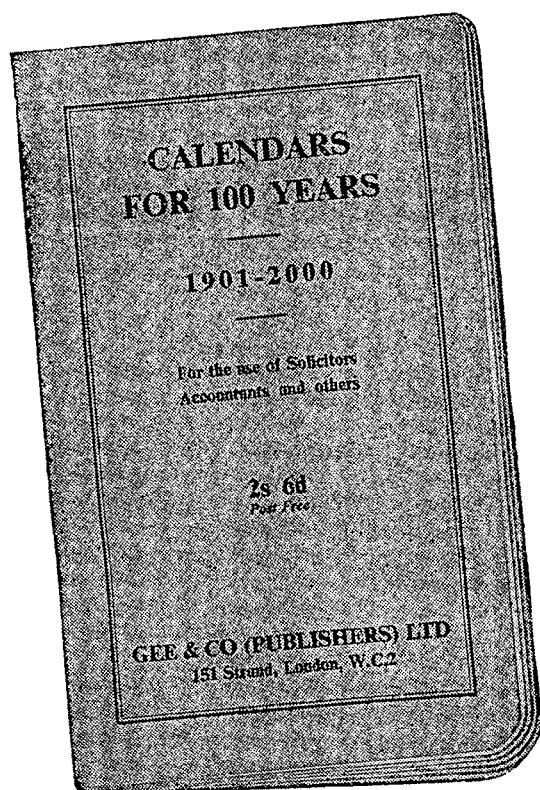 CALENDARS
FOR 100 YEARS
1901-2000
For the use of Solicitors
Accountants and others
2s 6d
Post Free
GEE & CO (PUBLISHERS) LTD
151 Strand, London, W.C.2